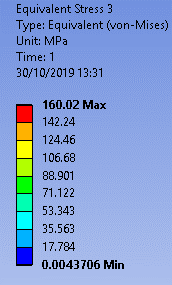 Equivalent Stress 3
Type: Equivalent (von-Mises)
Unit: MPa
Time: 1
30/10/2019 13:31
160.02 Max
142.24
124.46
106.68
88.901
71.122
53.343
35.563
17.784
0.0043706 Min